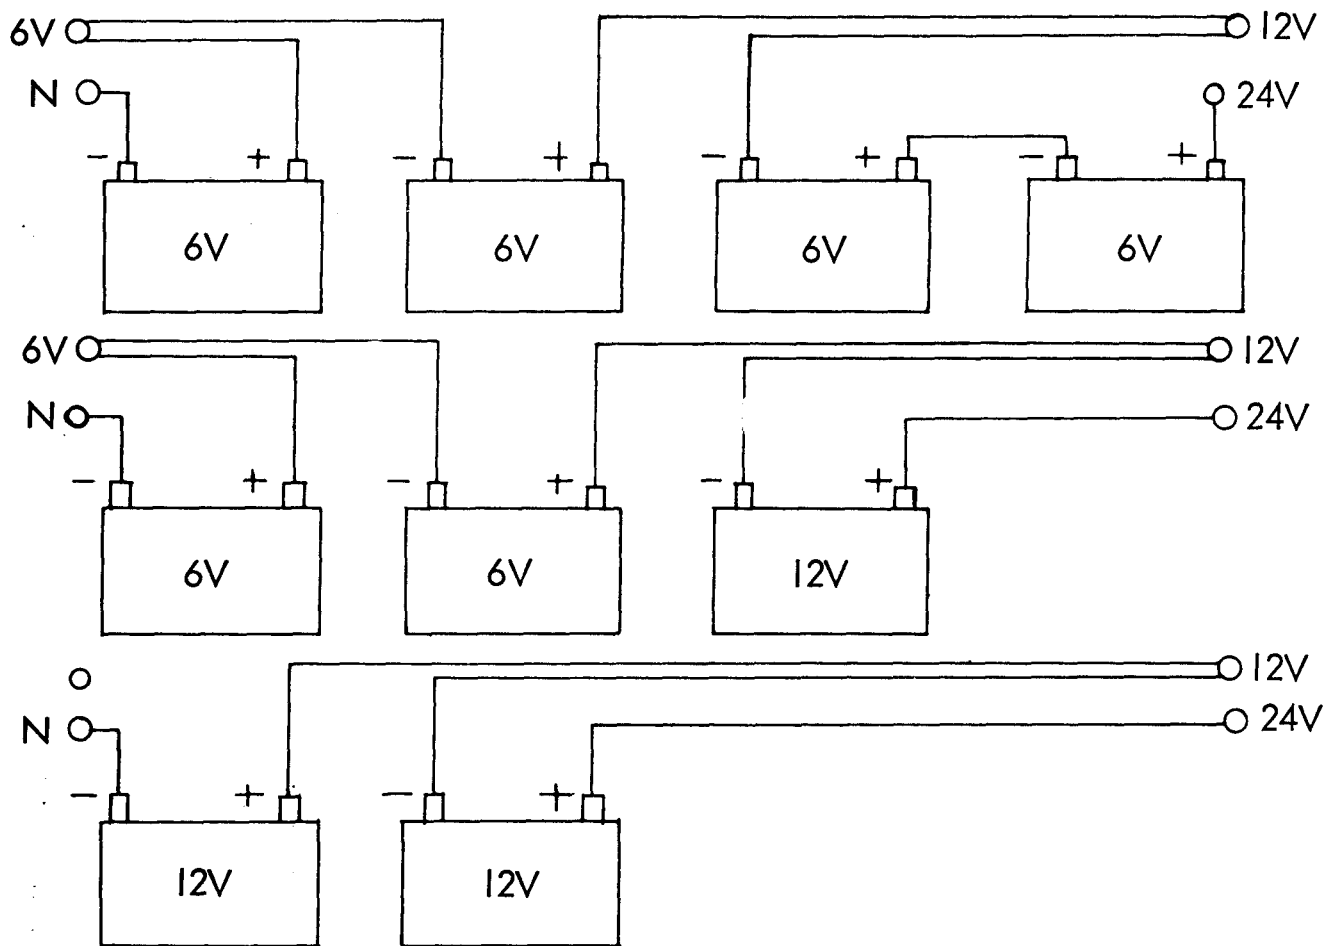 6V 12V
N 24V
- + - + - + - +
6V 6V 6V 6V
6V 12V
N 24V
- + - + - +
6V 6V 12V
12V
N 24V
- + - +
12V 12V